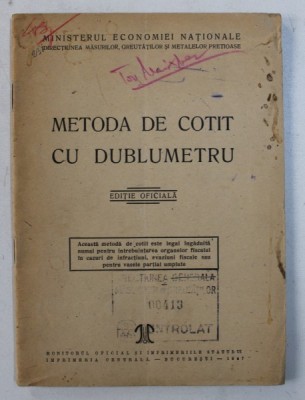 MINISTERUL ECONOMIEI NAȚIONALE
DIRECȚIUNEA MĂSURILOR, GREUTĂȚILOR ȘI METALELOR PREȚIOASE
METODA DE COTIT
CU DUBLUMETRU
EDIȚIE OFICIALĂ
Această metodă de cotit este legal îngăduită
numai pentru întrebuințarea organelor fiscului
în cazuri de infracțiuni, evaziuni fiscale sau
pentru vasele parțial umplute
GENERALA
00413
CONTROLAT
MONITORUL OFICIAL ȘI IMPRIMERIILE STATULUI
IMPRIMERIA CENTRALĂ — BUCUREȘTI